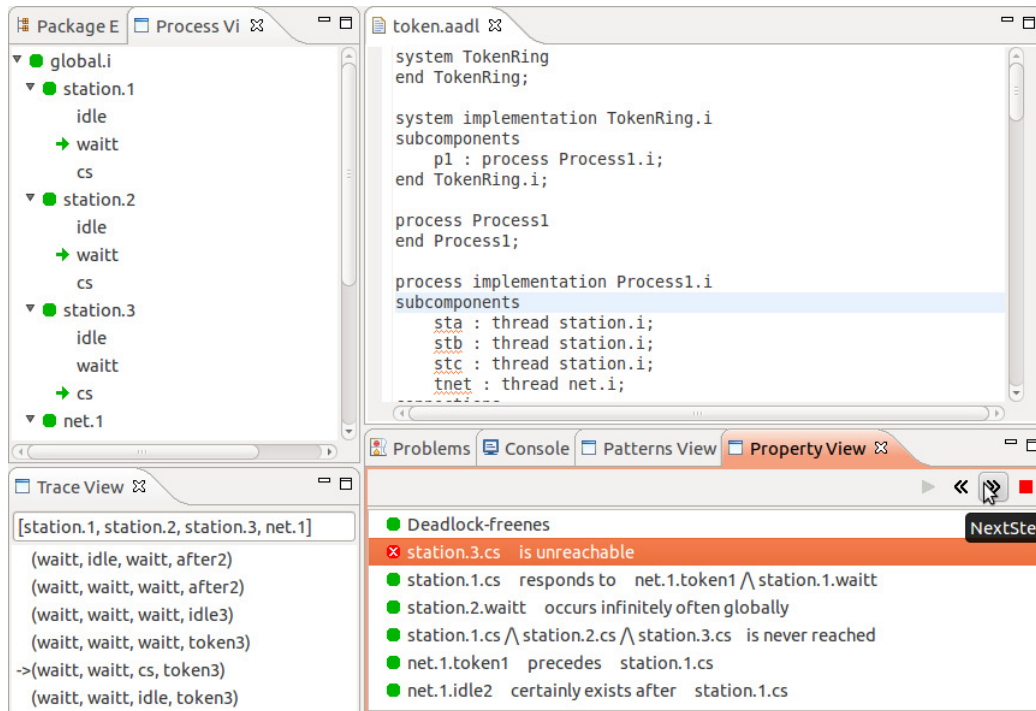 Package E
Process Vi
global.i
station.1
idle
waitt
cs
station.2
idle
waitt
cs
station.3
idle
waitt
cs
net.1
token.aadl
system TokenRing
end TokenRing;
system implementation TokenRing.i
subcomponents
p1 : process Process1.i;
end TokenRing.i;
process Process1
end Process1;
process implementation Process1.i
subcomponents
sta : thread station.i;
stb : thread station.i;
stc : thread station.i;
tnet : thread net.i;
Trace View
[station.1, station.2, station.3, net.1]
(waitt, idle, waitt, after2)
(waitt, waitt, waitt, after2)
(waitt, waitt, waitt, idle3)
(waitt, waitt, waitt, token3)
->(waitt, waitt, cs, token3)
(waitt, waitt, idle, token3)
Problems
Console
Patterns View
Property View
NextSte
Deadlock-freenes
station.3.cs is unreachable
station.1.cs responds to net.1.token1 /\ station.1.waitt
station.2.waitt occurs infinitely often globally
station.1.cs /\ station.2.cs /\ station.3.cs is never reached
net.1.token1 precedes station.1.cs
net.1.idle2 certainly exists after station.1.cs